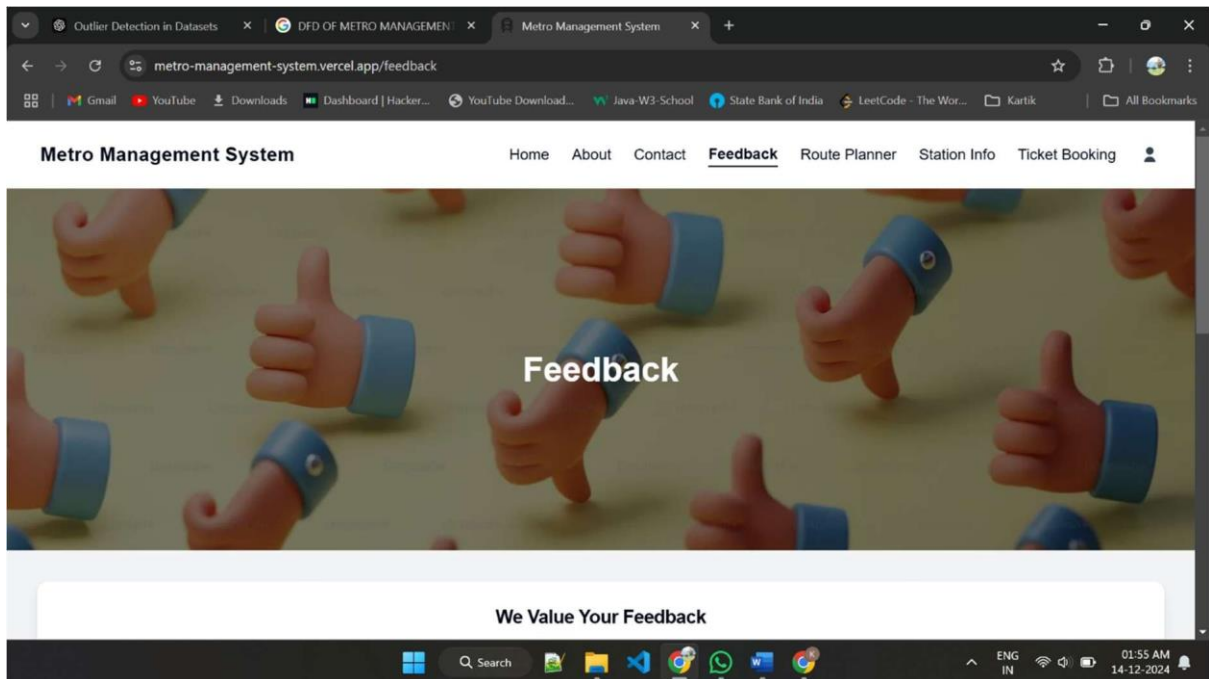 Outlier Detection in Datasets
DFD OF METRO MANAGEMENT
Metro Management System
metro-management-system.vercel.app/feedback
Gmail YouTube Downloads Dashboard | Hacker... YouTube Download... Java-W3-School State Bank of India LeetCode - The Wor... Kartik All Bookmarks
Metro Management System Home About Contact Feedback Route Planner Station Info Ticket Booking
Feedback
We Value Your Feedback
Search ENG 01:55 AM
IN 14-12-2024